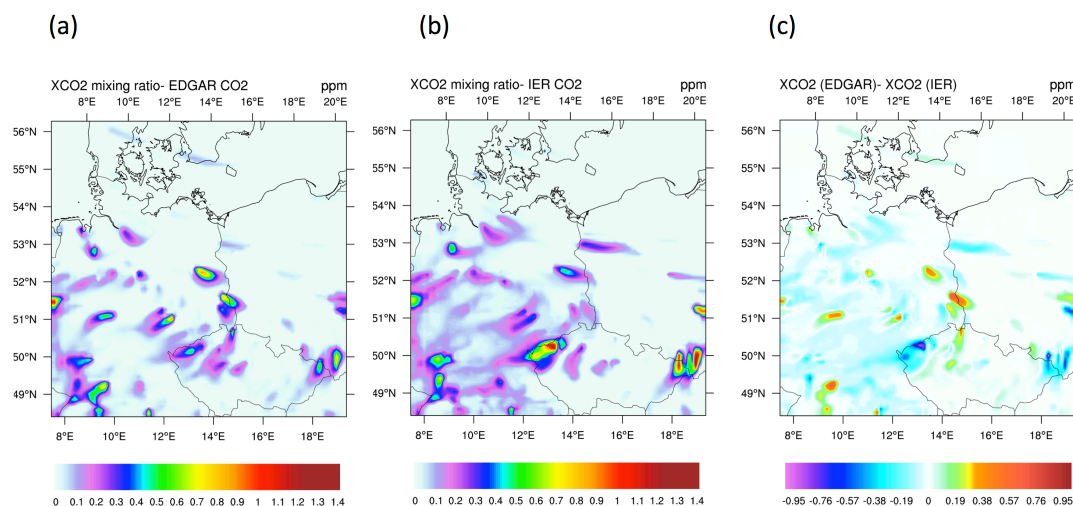 (a)
(b)
(c)
XCO2 mixing ratio- EDGAR CO2 ppm
8°E 10°E 12°E 14°E 16°E 18°E 20°E
56°N
55°N
54°N
53°N
52°N
51°N
50°N
49°N
8°E 10°E 12°E 14°E 16°E 18°E
0 0.1 0.2 0.3 0.4 0.5 0.6 0.7 0.8 0.9 1 1.1 1.2 1.3 1.4
XCO2 mixing ratio- IER CO2 ppm
8°E 10°E 12°E 14°E 16°E 18°E 20°E
56°N
55°N
54°N
53°N
52°N
51°N
50°N
49°N
8°E 10°E 12°E 14°E 16°E 18°E
0 0.1 0.2 0.3 0.4 0.5 0.6 0.7 0.8 0.9 1 1.1 1.2 1.3 1.4
XCO2 (EDGAR)- XCO2 (IER) ppm
8°E 10°E 12°E 14°E 16°E 18°E 20°E
56°N
55°N
54°N
53°N
52°N
51°N
50°N
49°N
8°E 10°E 12°E 14°E 16°E 18°E
-0.95 -0.76 -0.57 -0.38 -0.19 0 0.19 0.38 0.57 0.76 0.95